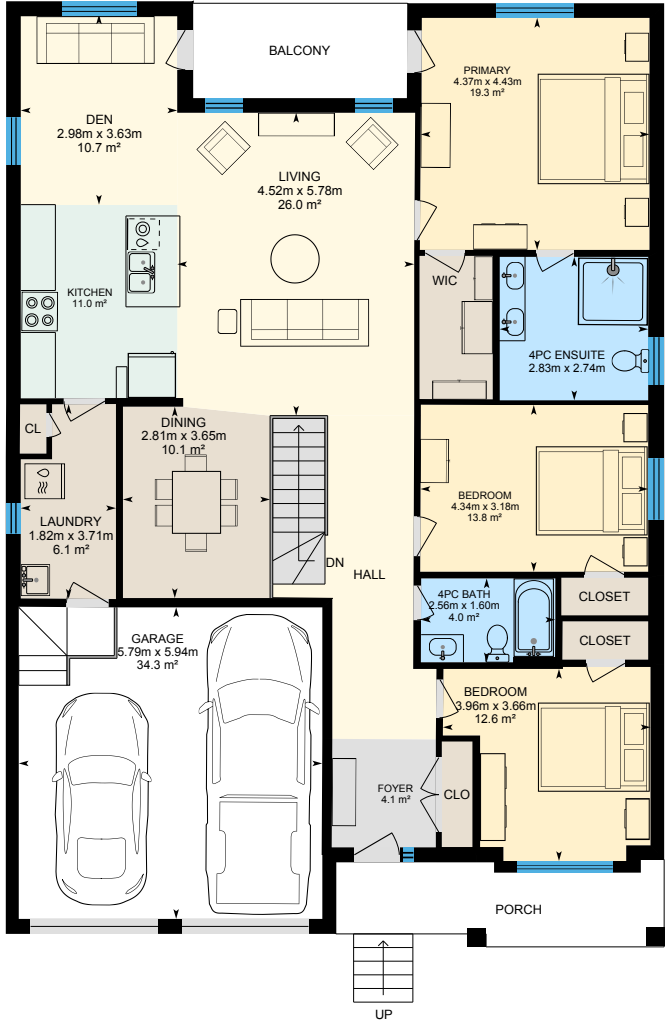 BALCONY
PRIMARY
4.37m x 4.43m
19.3 m²
DEN
2.98m x 3.63m
10.7 m²
LIVING
4.52m x 5.78m
26.0 m²
KITCHEN
11.0 m²
WIC
4PC ENSUITE
2.83m x 2.74m
CL
DINING
2.81m x 3.65m
10.1 m²
BEDROOM
4.34m x 3.18m
13.8 m²
LAUNDRY
1.82m x 3.71m
6.1 m²
DN
HALL
4PC BATH
2.56m x 1.60m
4.0 m²
CLOSET
CLOSET
GARAGE
5.79m x 5.94m
34.3 m²
BEDROOM
3.96m x 3.66m
12.6 m²
FOYER
4.1 m²
CLO
PORCH
UP